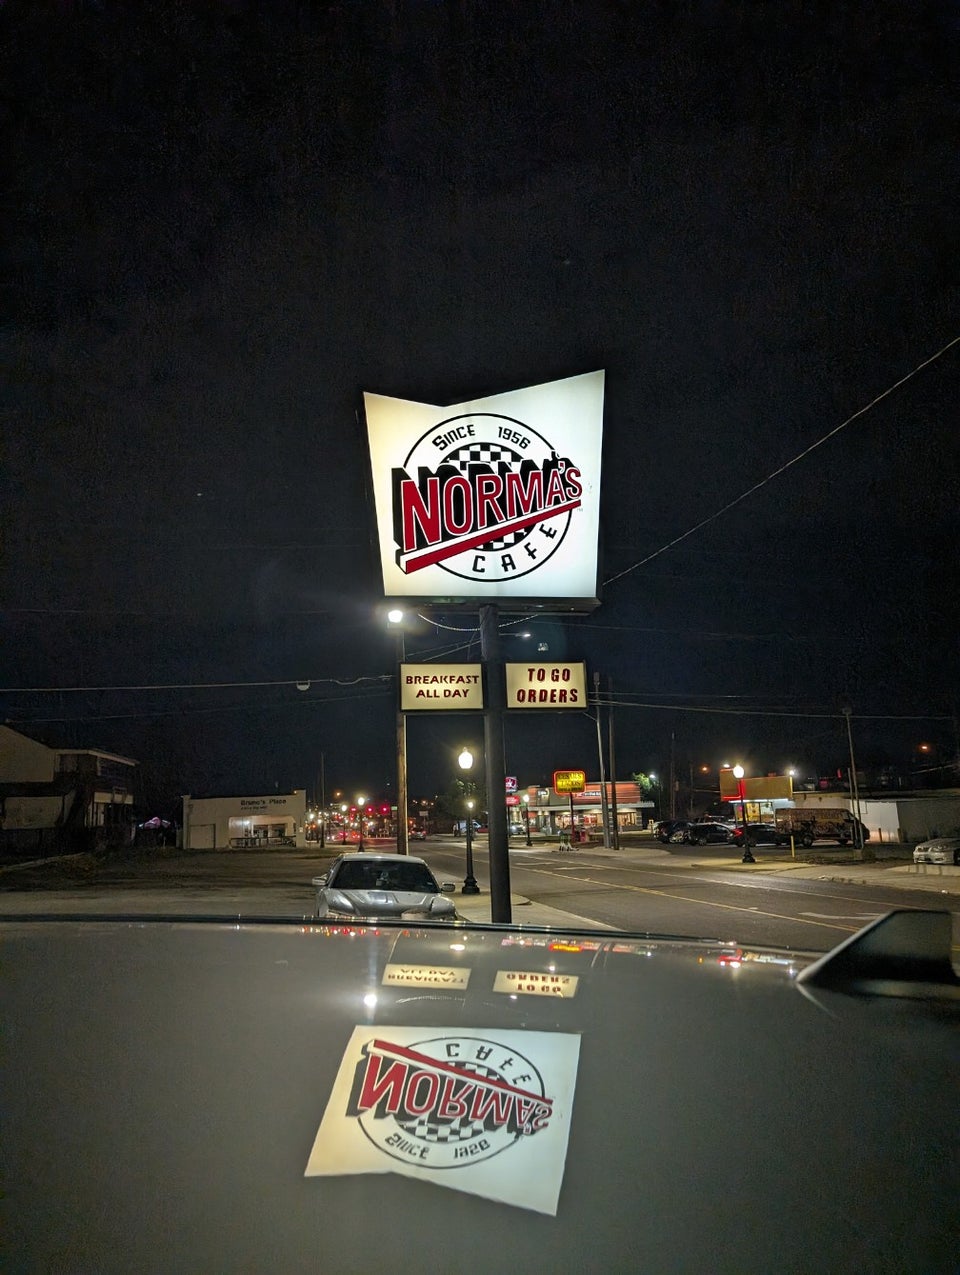 SINCE 1956
NORMA'S
CAFE
BREAKFAST
ALL DAY
TO GO
ORDERS
Bruno's Place